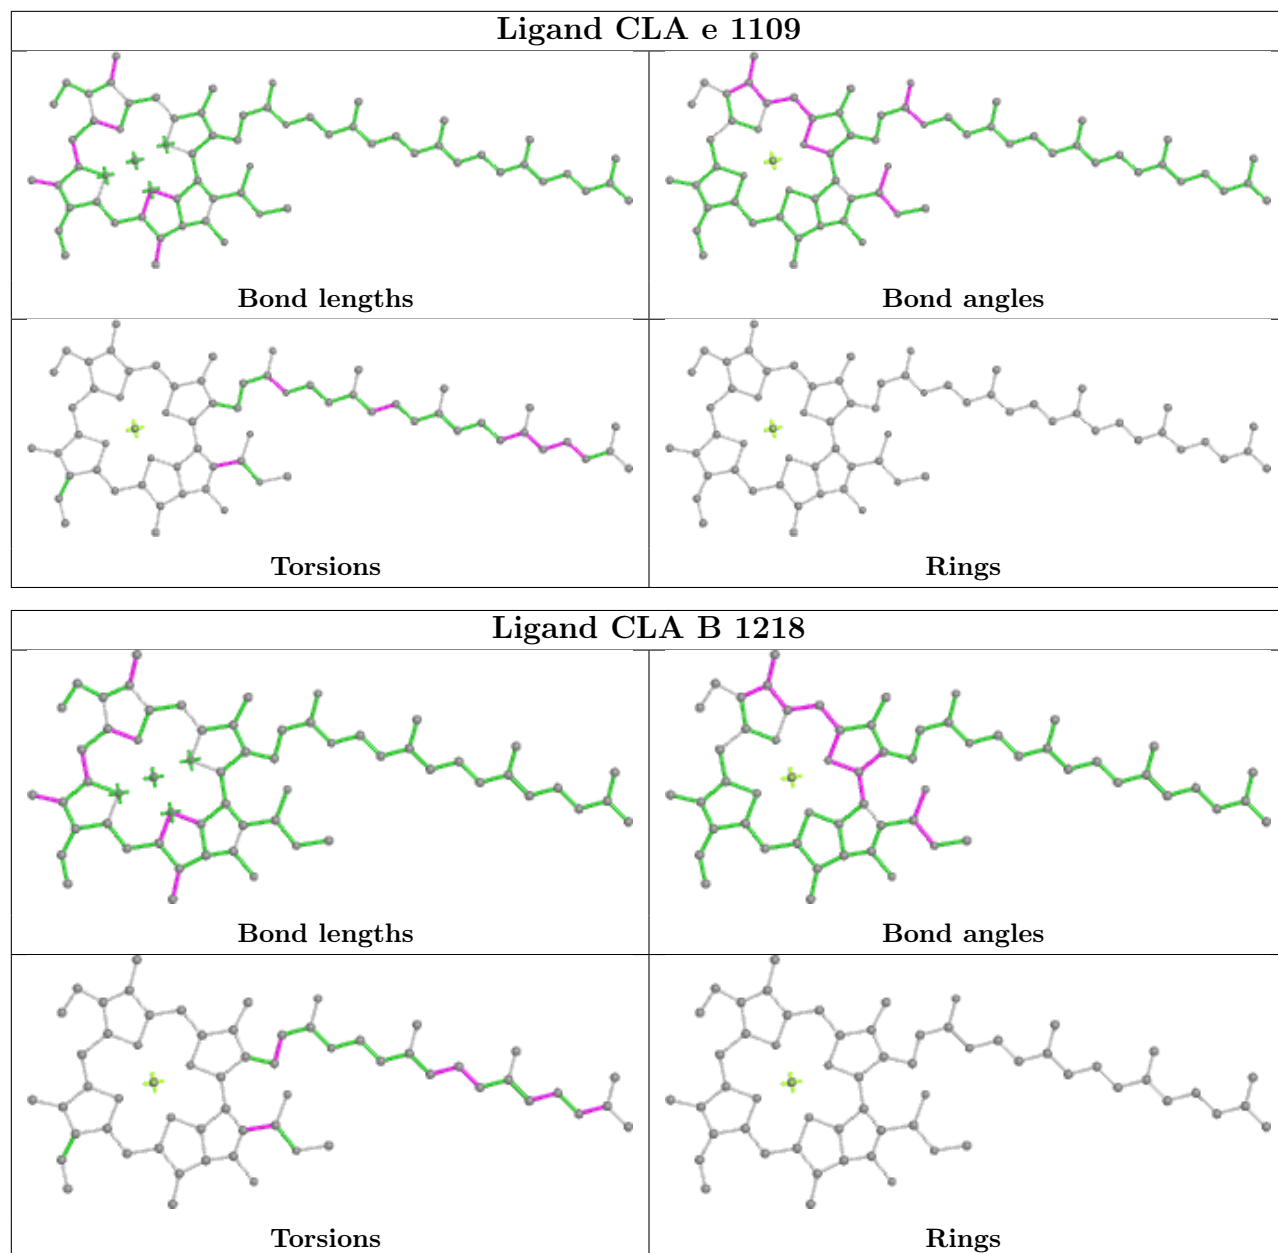 Ligand CLA e 1109
Bond lengths
Bond angles
Torsions
Rings
Ligand CLA B 1218
Bond lengths
Bond angles
Torsions
Rings